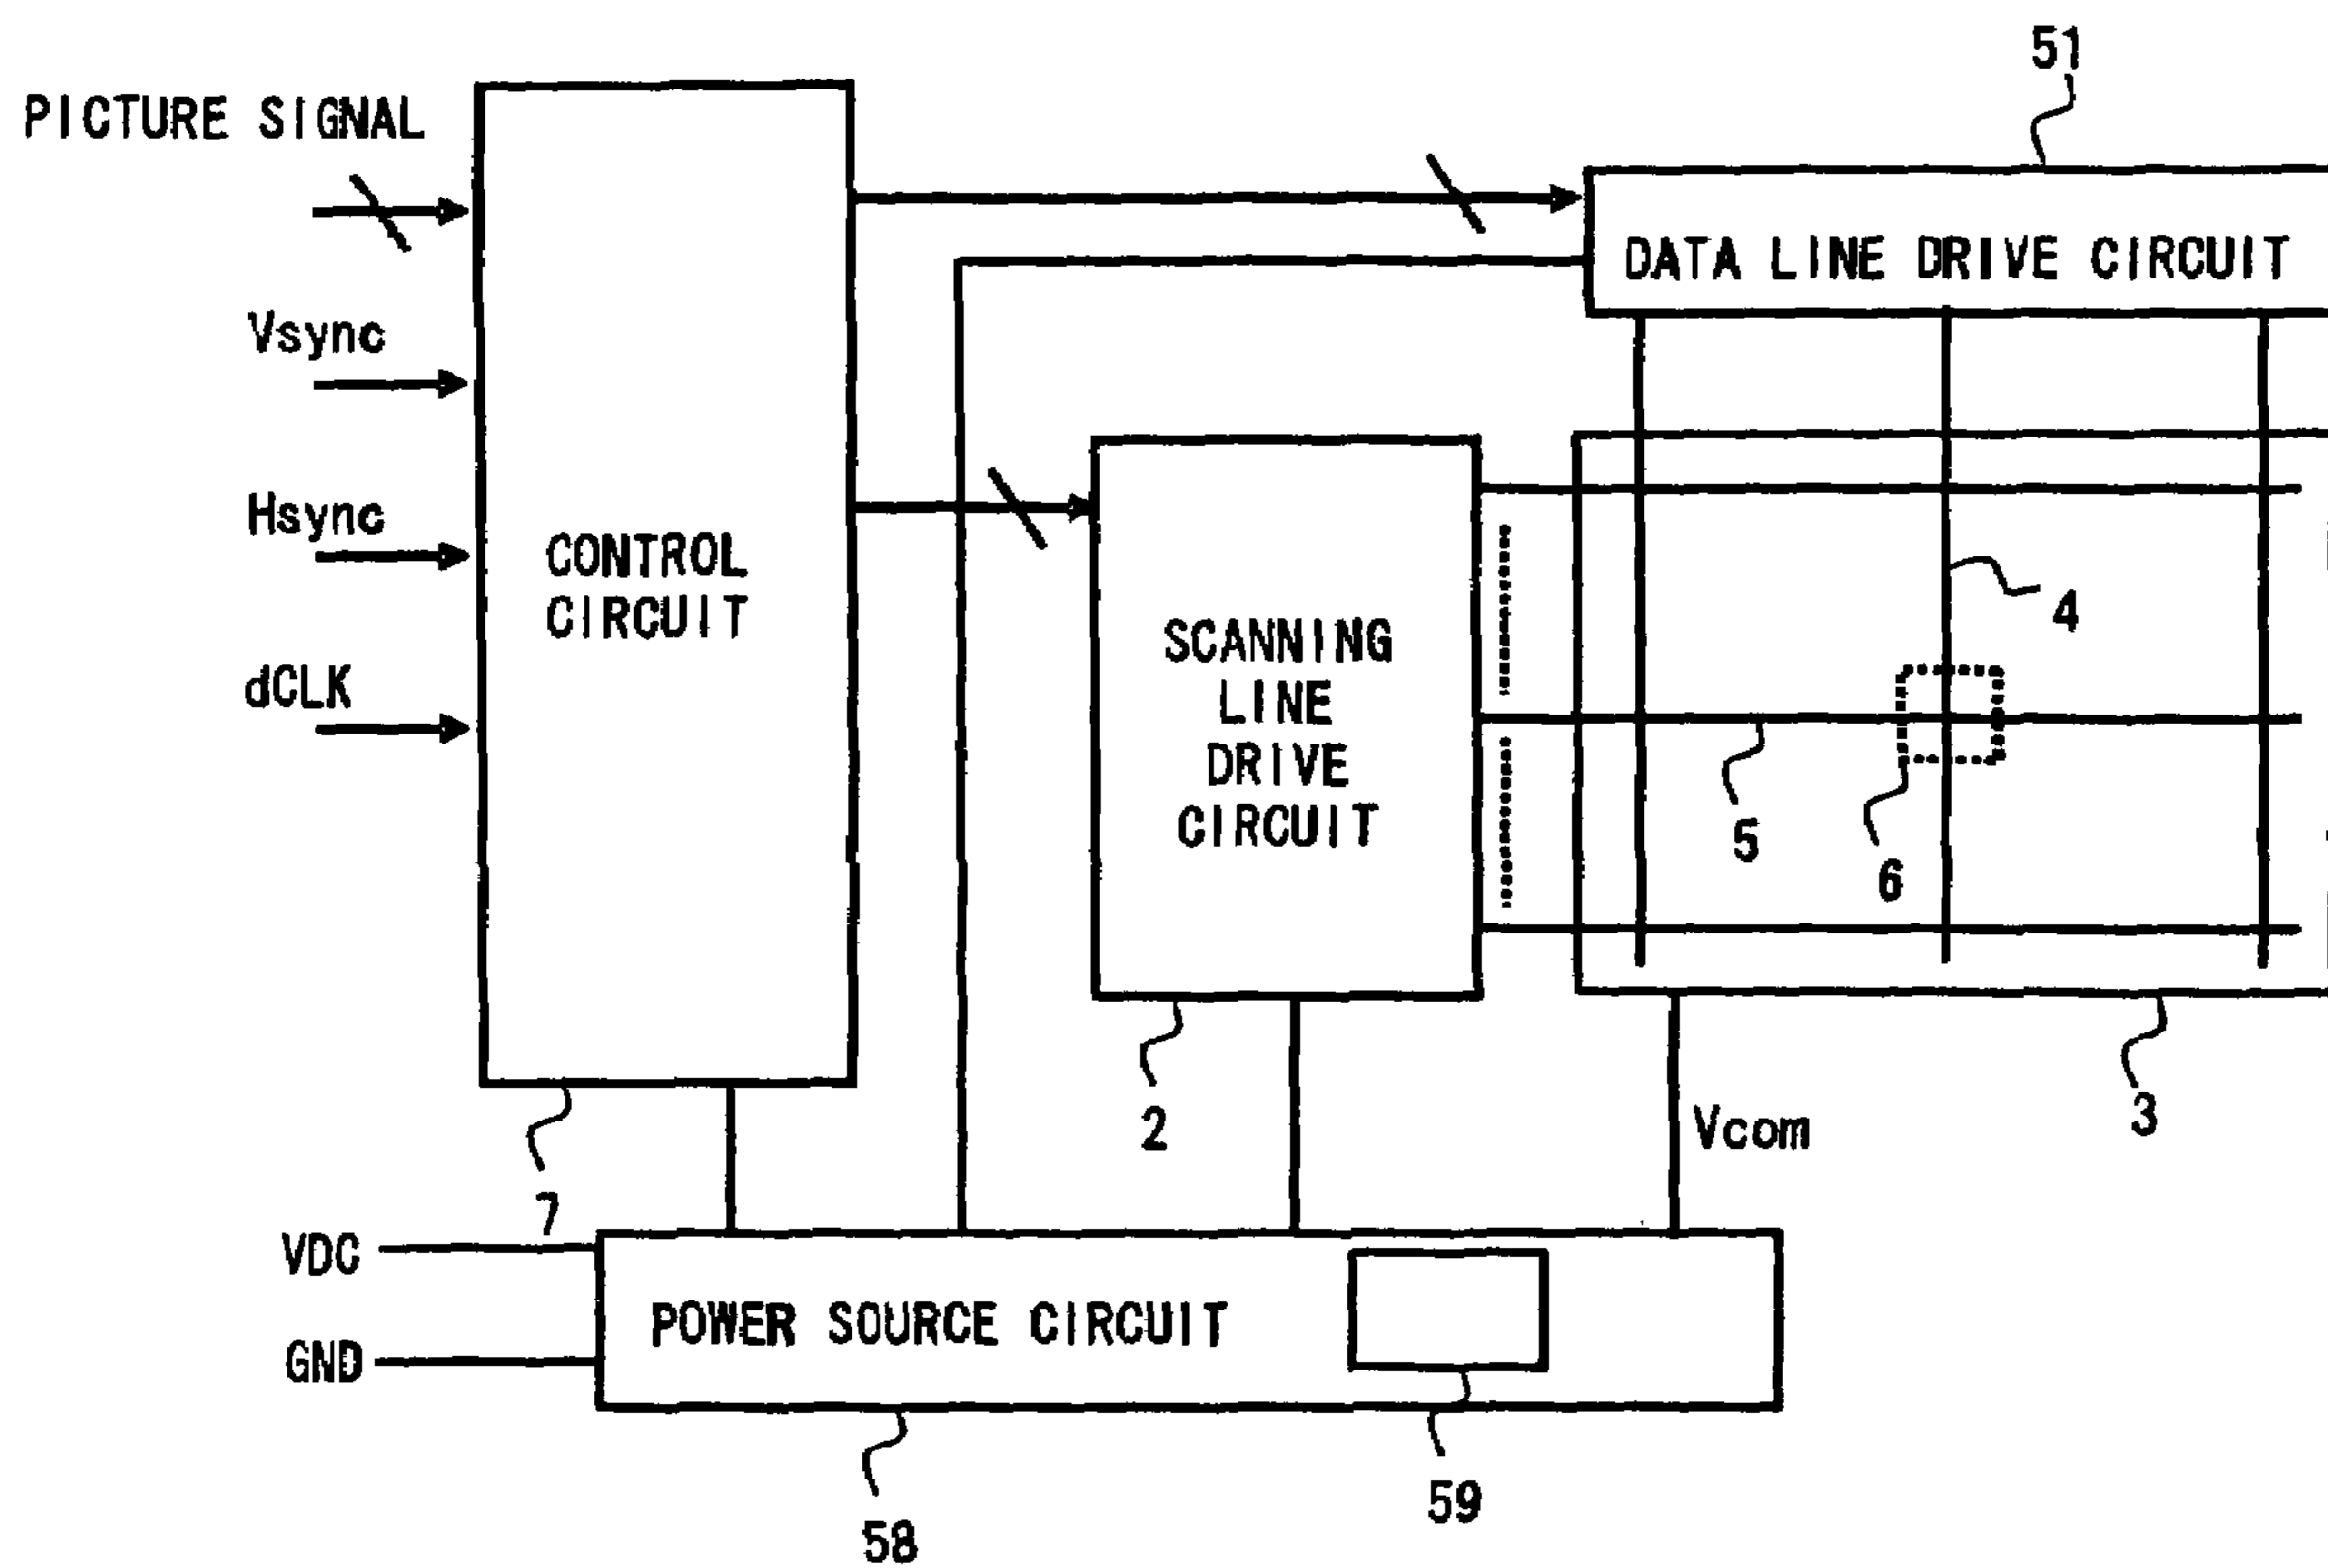 51
PICTURE SIGNAL
DATA LINE DRIVE CIRCUIT
Vsync
Hsync
CONTROL
CIRCUIT
4
SCANNING
LINE
DRIVE
CIRCUIT
dCLK
5
6
2
Vcom
3
7
VDC
POWER SOURCE CIRCUIT
GND
59
58